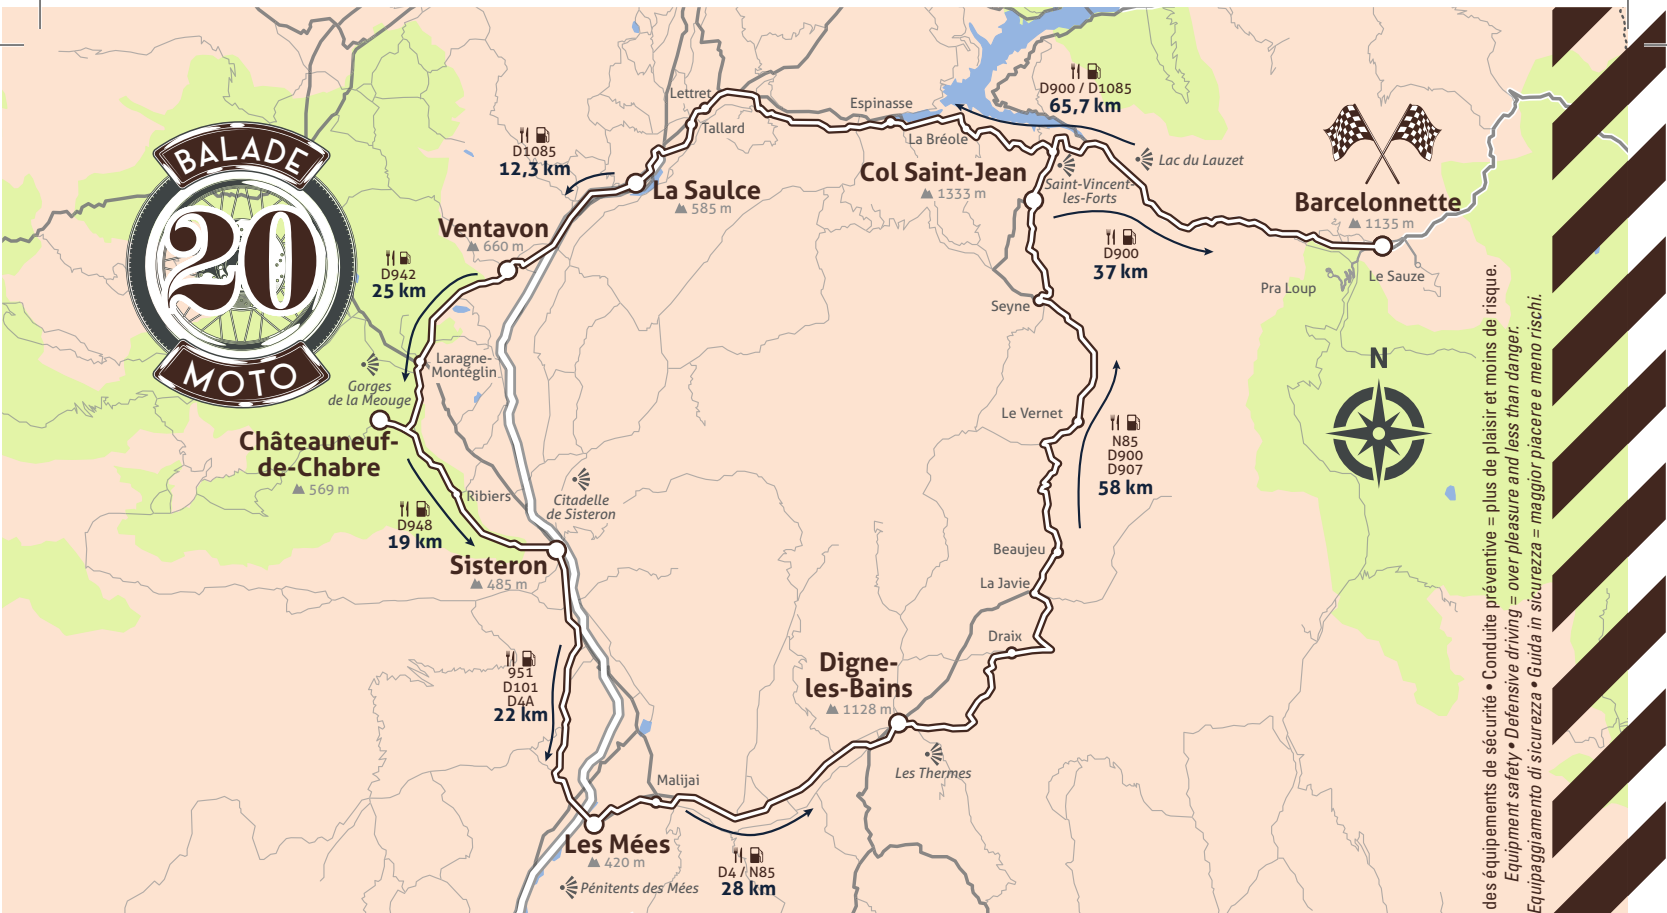 BALADE
20
MOTO
Lettret
Tallard
Espinasse
La Bréole
D900 / D1085
65,7 km
Lac du Lauzet
D1085
12,3 km
La Saulce
585 m
Col Saint-Jean
1333 m
Saint-Vincent-
les-Forts
Barcelonnette
1135 m
Ventavon
660 m
D942
25 km
D900
37 km
Pra Loup
Le Sauze
Seyne
Laragne-
Montéglin
Gorges
de la Meouge
N
Châteauneuf-
de-Chabre
569 m
Le Vernet
N85
D900
D907
58 km
Ribiers
Citadelle
de Sisteron
D948
19 km
Sisteron
485 m
Beaujeu
La Javie
Draix
951
D101
D4A
22 km
Digne-
les-Bains
1128 m
Les Thermes
Malijai
Les Mées
420 m
D4 / N85
28 km
Pénitents des Mées
des équipements de sécurité • Conduite préventive = plus de plaisir et moins de risque.
Equipment safety • Defensive driving = over pleasure and less than danger.
Equipaggiamento di sicurezza • Guida in sicurezza = maggior piacere e meno rischi.